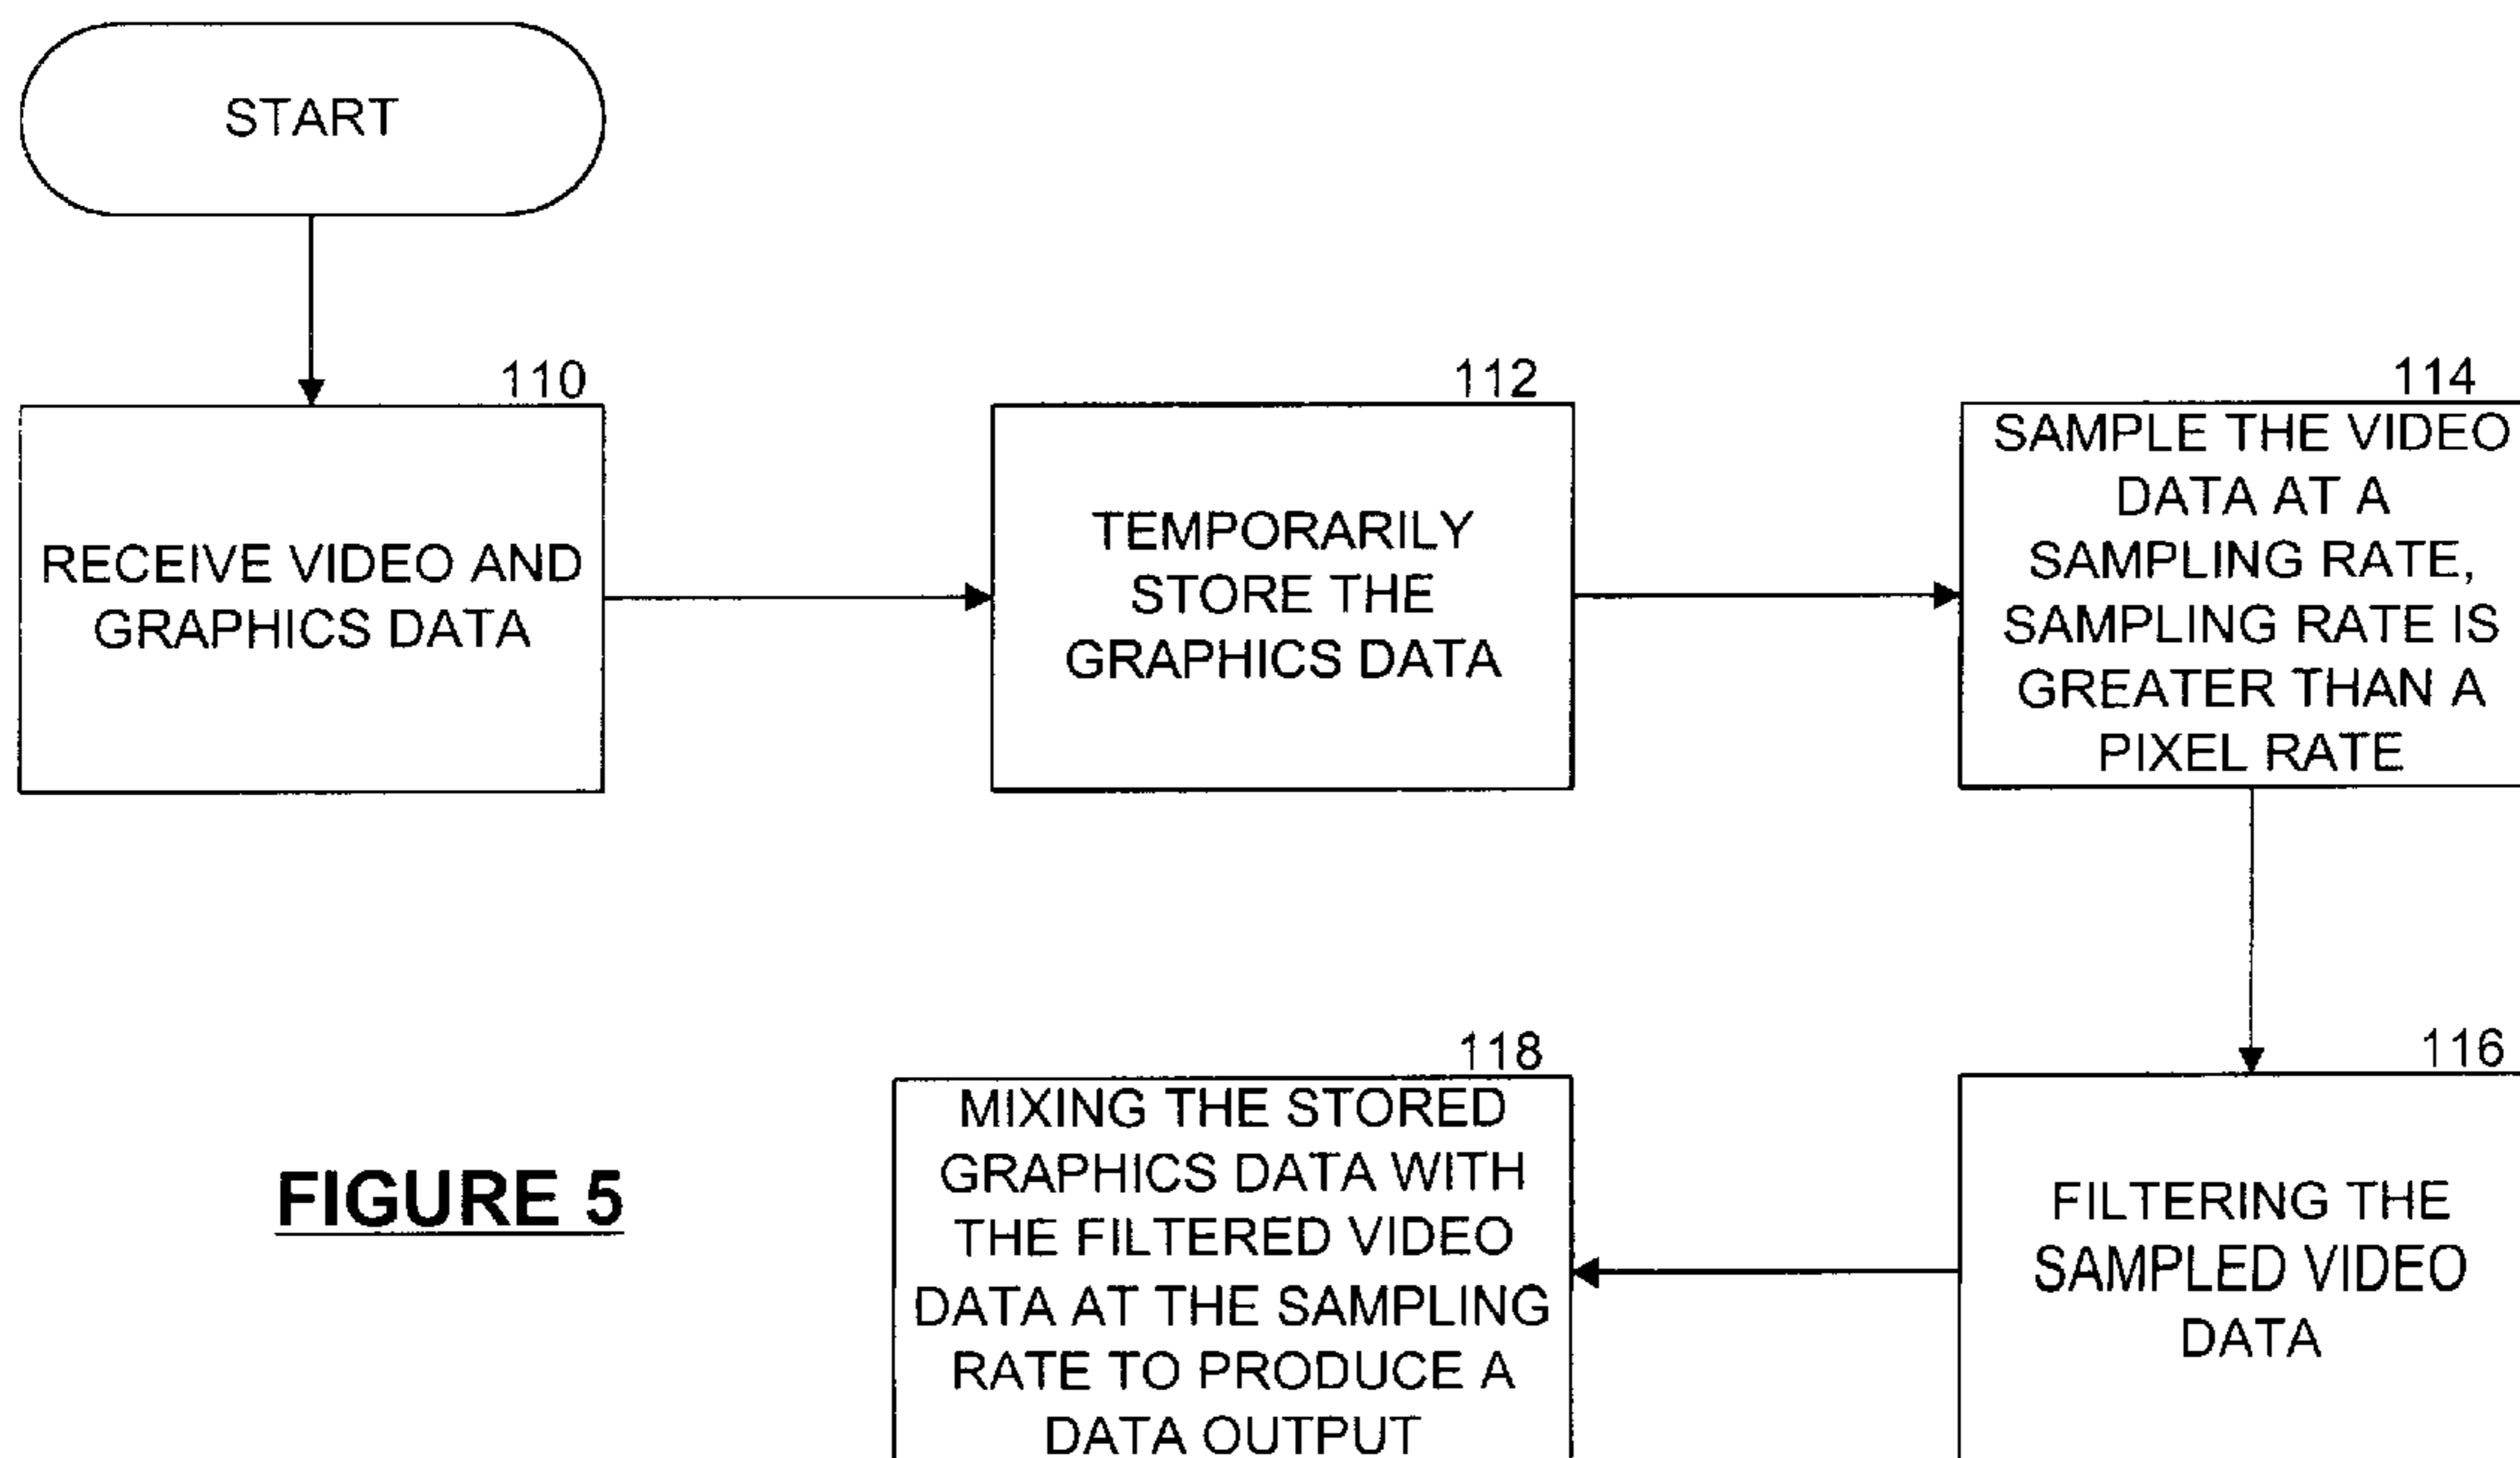 START
110
RECEIVE VIDEO AND
GRAPHICS DATA
112
TEMPORARILY
STORE THE
GRAPHICS DATA
114
SAMPLE THE VIDEO
DATA AT A
SAMPLING RATE,
SAMPLING RATE IS
GREATER THAN A
PIXEL RATE
116
FILTERING THE
SAMPLED VIDEO
DATA
118
MIXING THE STORED
GRAPHICS DATA WITH
THE FILTERED VIDEO
DATA AT THE SAMPLING
RATE TO PRODUCE A
DATA OUTPUT
FIGURE 5